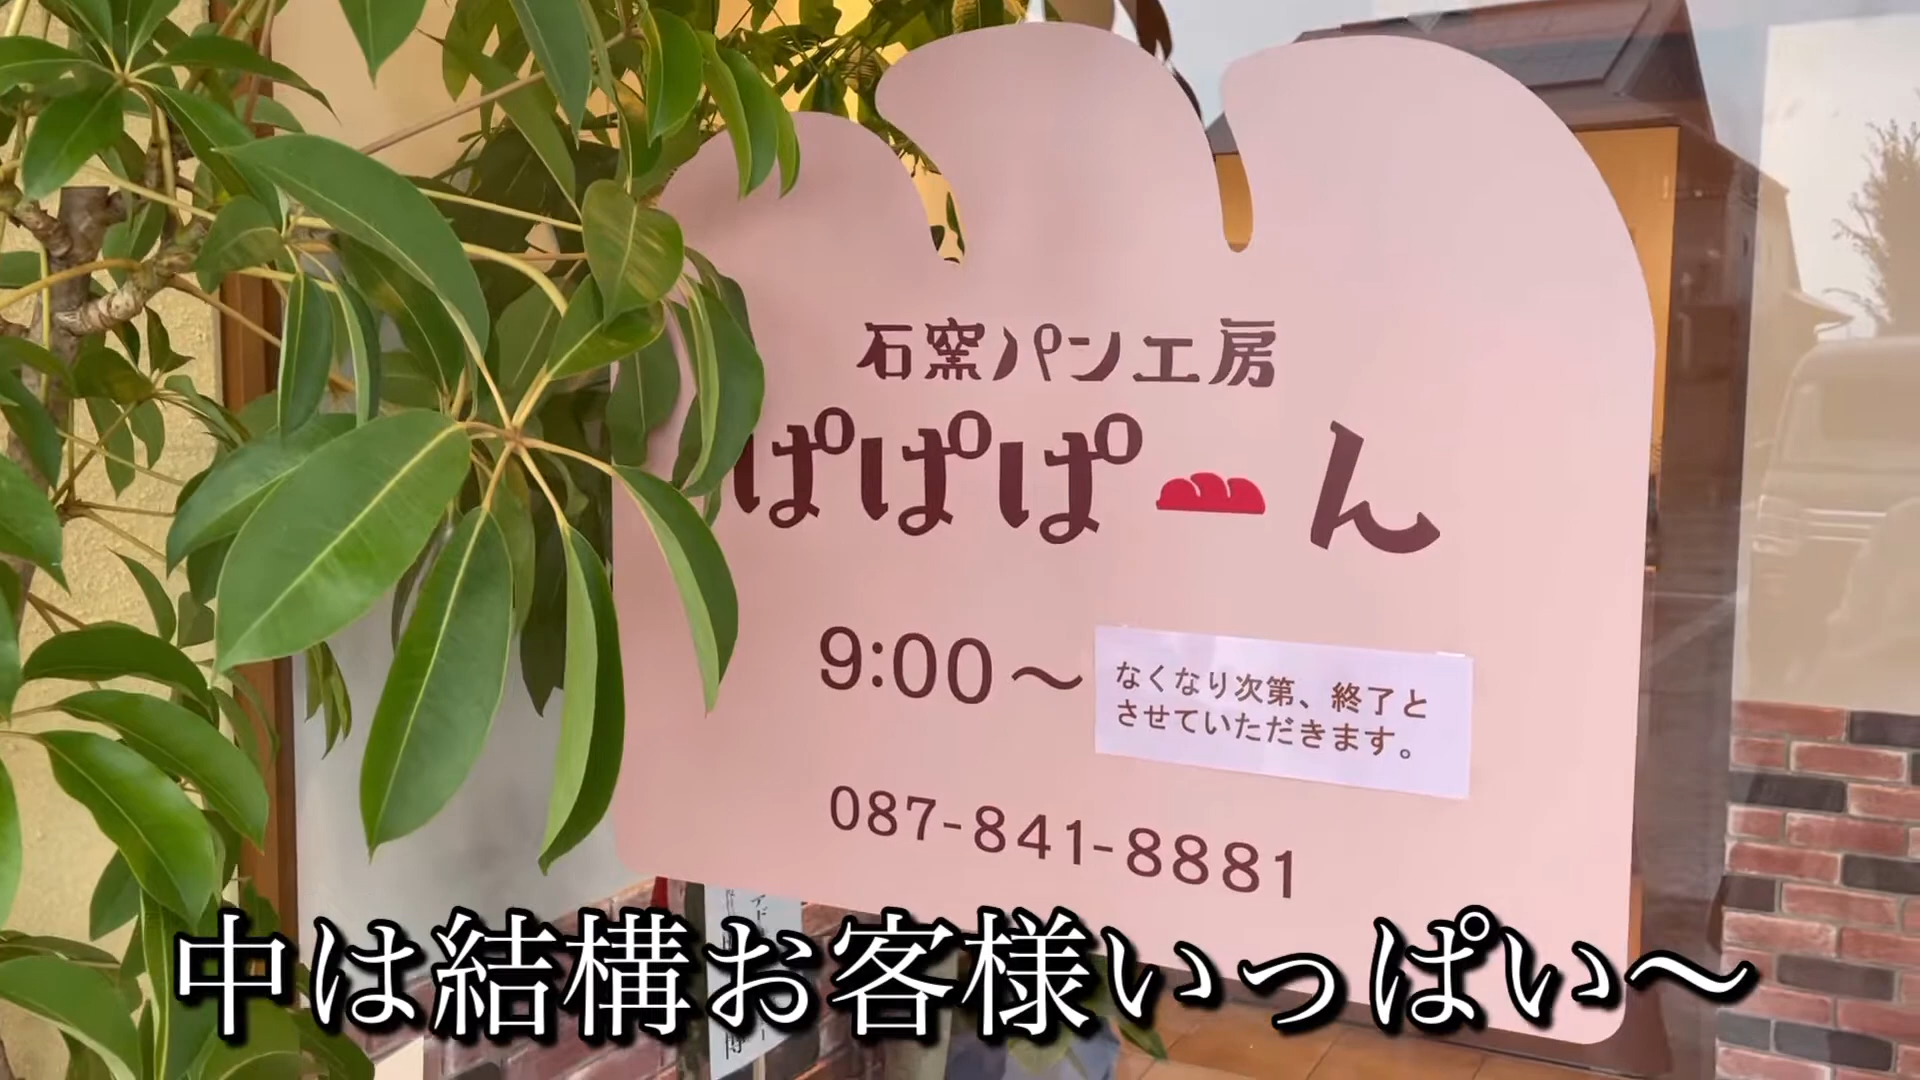 石窯パン工房
ぱぱぱーん
9:00～
なくなり次第、終了と
させていただきます。
087-841-8881
中は結構お客様いっぱい～